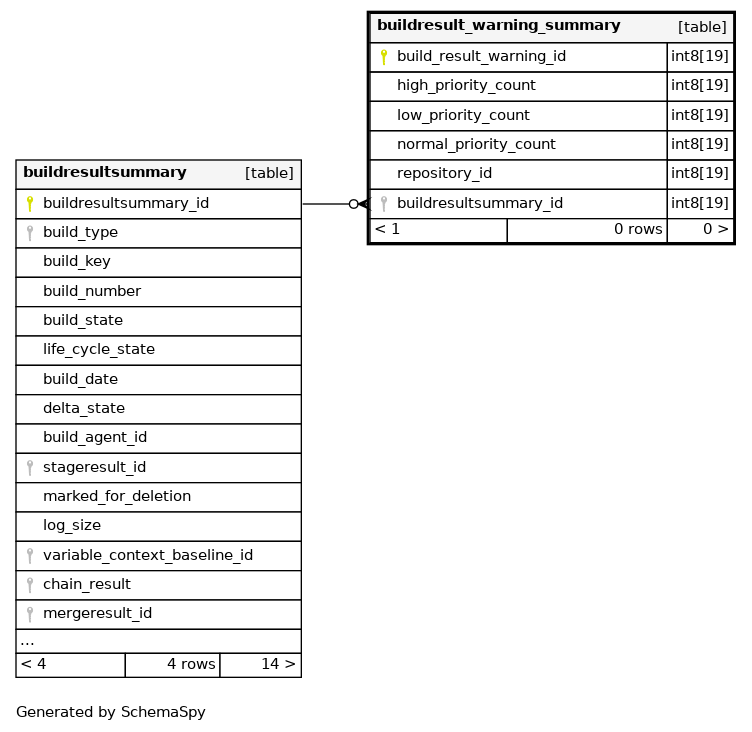 buildresult_warning_summary [table]
build_result_warning_id int8[19]
high_priority_count int8[19]
low_priority_count int8[19]
normal_priority_count int8[19]
repository_id int8[19]
buildresultsummary_id int8[19]
< 1 0 rows 0 >
buildresultsummary [table]
buildresultsummary_id
build_type
build_key
build_number
build_state
life_cycle_state
build_date
delta_state
build_agent_id
stageresult_id
marked_for_deletion
log_size
variable_context_baseline_id
chain_result
mergeresult_id
...
< 4 4 rows 14 >
Generated by SchemaSpy